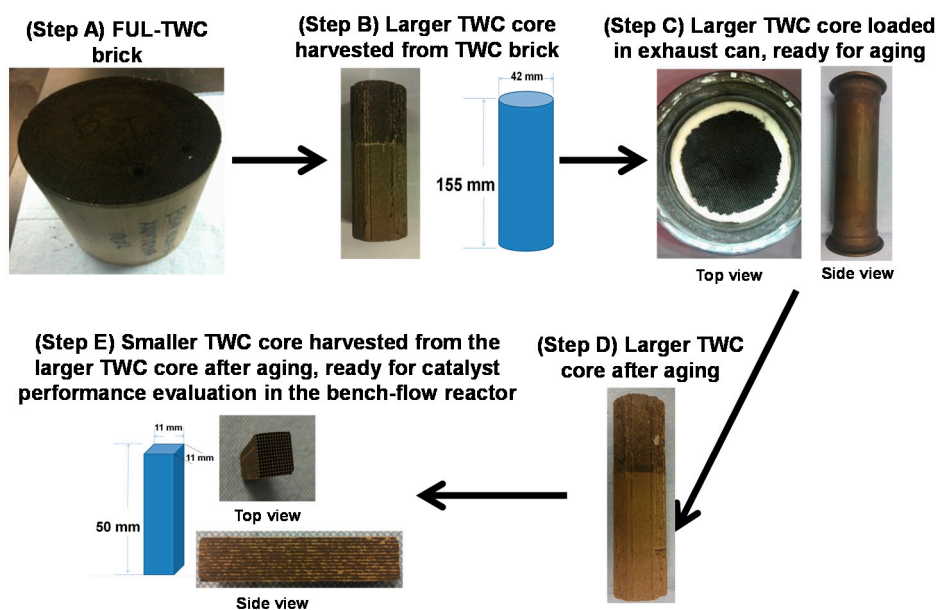 (Step A) FUL-TWC
brick
(Step B) Larger TWC core
harvested from TWC brick
(Step C) Larger TWC core loaded
in exhaust can, ready for aging
42 mm
155 mm
Top view
Side view
(Step E) Smaller TWC core harvested from the
larger TWC core after aging, ready for catalyst
performance evaluation in the bench-flow reactor
(Step D) Larger TWC
core after aging
11 mm
11 mm
50 mm
Top view
Side view